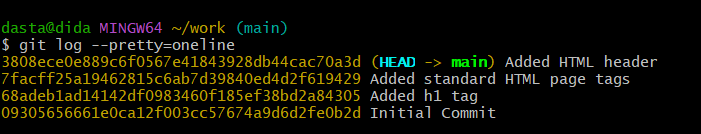 dasta@dida MINGW64 ~/work (main)
$ git log --pretty=oneline
3808ece0e889c6f0567e41843928db44cac70a3d (HEAD -> main) Added HTML header
7facff25a19462815c6ab7d39840ed4d2f619429 Added standard HTML page tags
68adeb1ad14142df0983460f185ef38bd2a84305 Added h1 tag
09305656661e0ca12f003cc57674a9d6d2fe0b2d Initial Commit